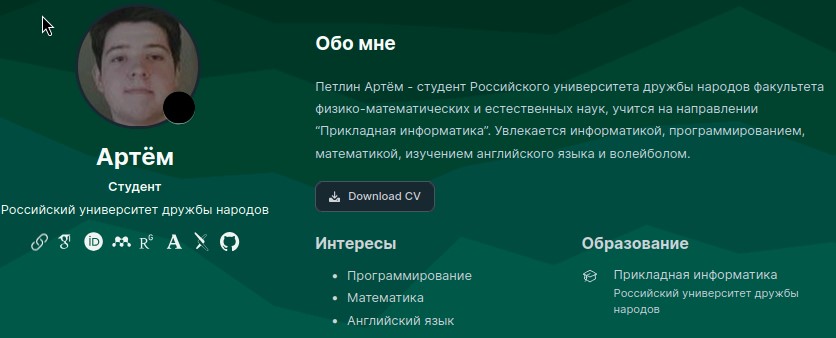 Артём
Студент
Российский университет дружбы народов
Обо мне
Петлин Артём - студент Российского университета дружбы народов факультета
физико-математических и естественных наук, учится на направлении
“Прикладная информатика”. Увлекается информатикой, программированием,
математикой, изучением английского языка и волейболом.
Download CV
Интересы
Программирование
Математика
Английский язык
Образование
Прикладная информатика
Российский университет дружбы
народов